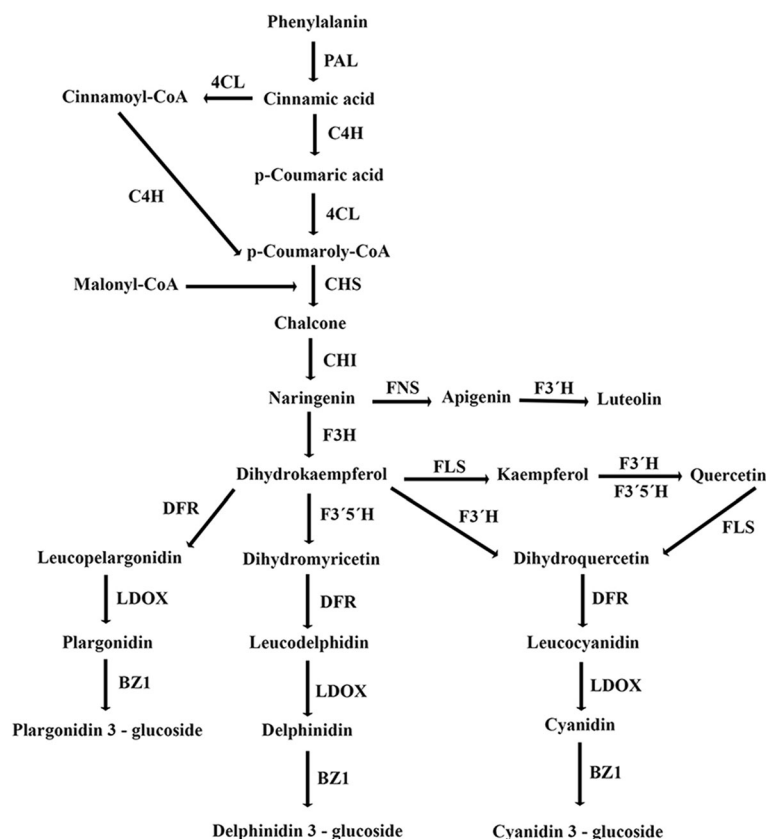 Phenylalanin
PAL
Cinnamoyl-CoA
4CL
Cinnamic acid
C4H
p-Coumaric acid
C4H
4CL
p-Coumaroly-CoA
Malonyl-CoA
CHS
Chalcone
CHI
Naringenin
FNS
Apigenin
F3´H
Luteolin
F3H
Dihydrokaempferol
FLS
Kaempferol
F3´H
F3´5´H
Quercetin
DFR
F3´5´H
F3´H
FLS
Leucopelargonidin
Dihydromyricetin
Dihydroquercetin
LDOX
DFR
DFR
Plargonidin
Leucodelphidin
Leucocyanidin
BZ1
LDOX
LDOX
Plargonidin 3 - glucoside
Delphinidin
Cyanidin
BZ1
BZ1
Delphinidin 3 - glucoside
Cyanidin 3 - glucoside